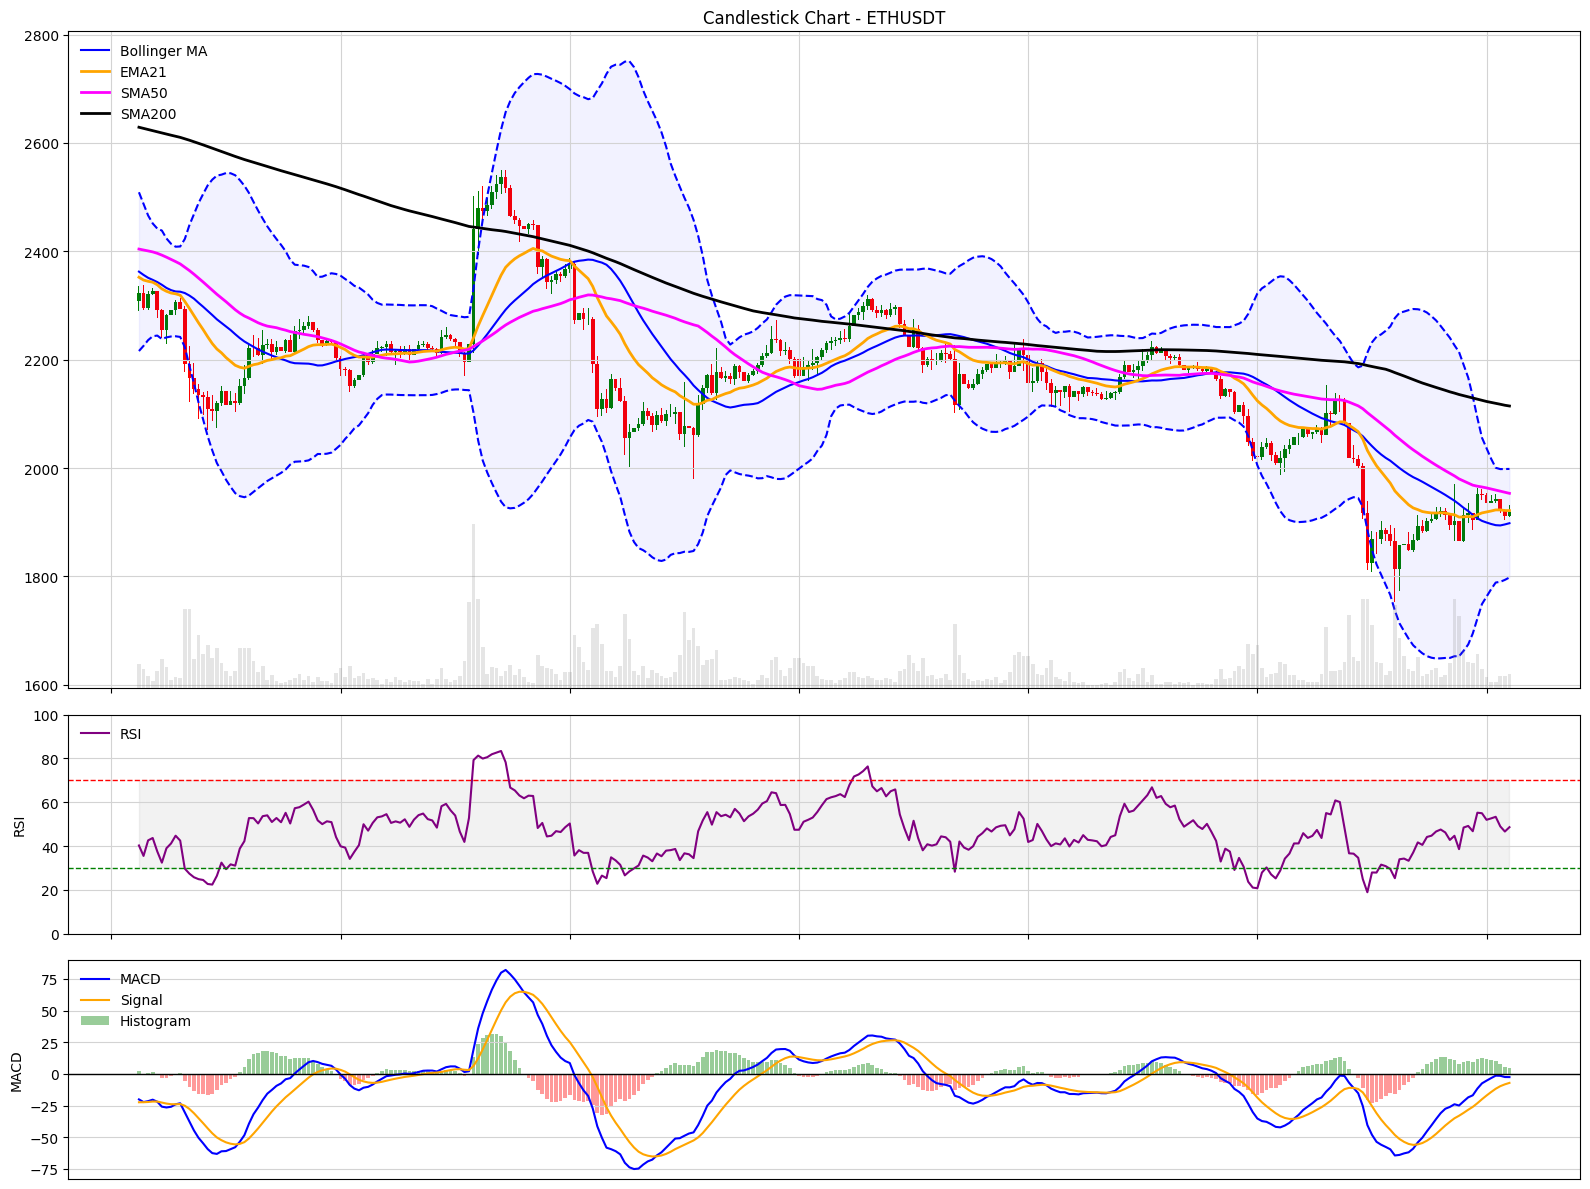 Candlestick Chart - ETHUSDT
2800
2600
2400
2200
2000
1800
1600
Bollinger MA
EMA21
SMA50
SMA200
100
80
60
40
20
0
RSI
RSI
75
50
25
0
−25
−50
−75
MACD
MACD
Signal
Histogram